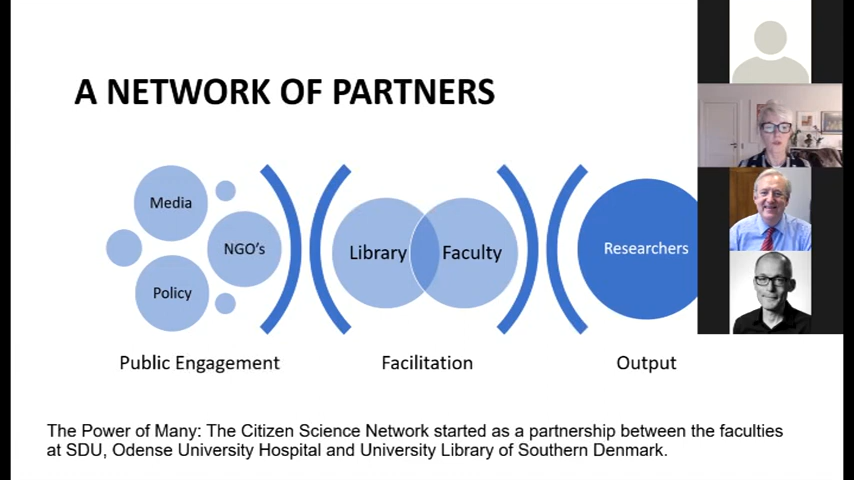 A NETWORK OF PARTNERS
Media
NGO's
Policy
Library
Faculty
Researchers
Public Engagement
Facilitation
Output
The Power of Many: The Citizen Science Network started as a partnership between the faculties
at SDU, Odense University Hospital and University Library of Southern Denmark.